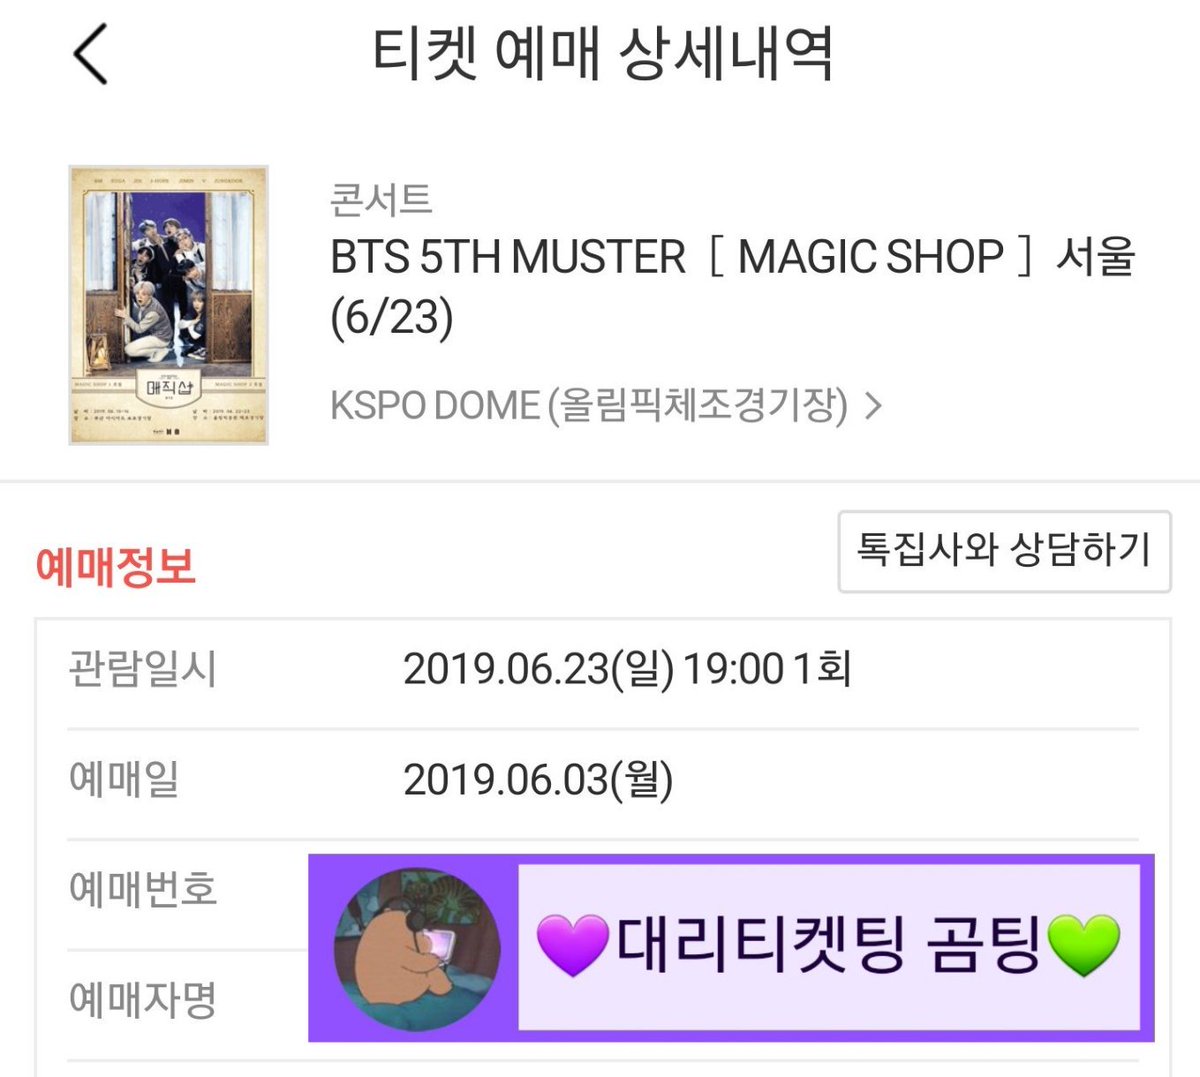 티켓 예매 상세내역
콘서트
BTS 5TH MUSTER［ MAGIC SHOP ］서울
(6/23)
KSPO DOME (올림픽체조경기장) >
매직샵
예매정보
톡집사와 상담하기
관람일시 2019.06.23(일) 19:00 1회
예매일 2019.06.03(월)
예매번호
💜대리티켓팅 곰팅💚
예매자명